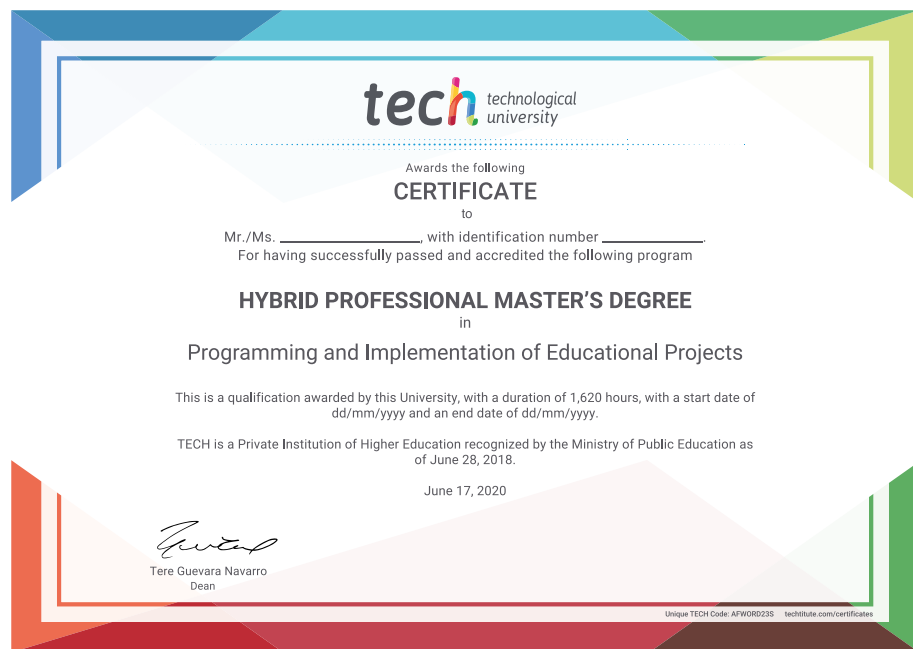 tech technological
university
Awards the following
CERTIFICATE
to
Mr./Ms. ____________________, with identification number ______________.
For having successfully passed and accredited the following program
HYBRID PROFESSIONAL MASTER'S DEGREE
in
Programming and Implementation of Educational Projects
This is a qualification awarded by this University, with a duration of 1,620 hours, with a start date of
dd/mm/yyyy and an end date of dd/mm/yyyy.
TECH is a Private Institution of Higher Education recognized by the Ministry of Public Education as
of June 28, 2018.
June 17, 2020
Tere Guevara Navarro
Dean
Unique TECH Code: AFWORD23S techtitute.com/certificates